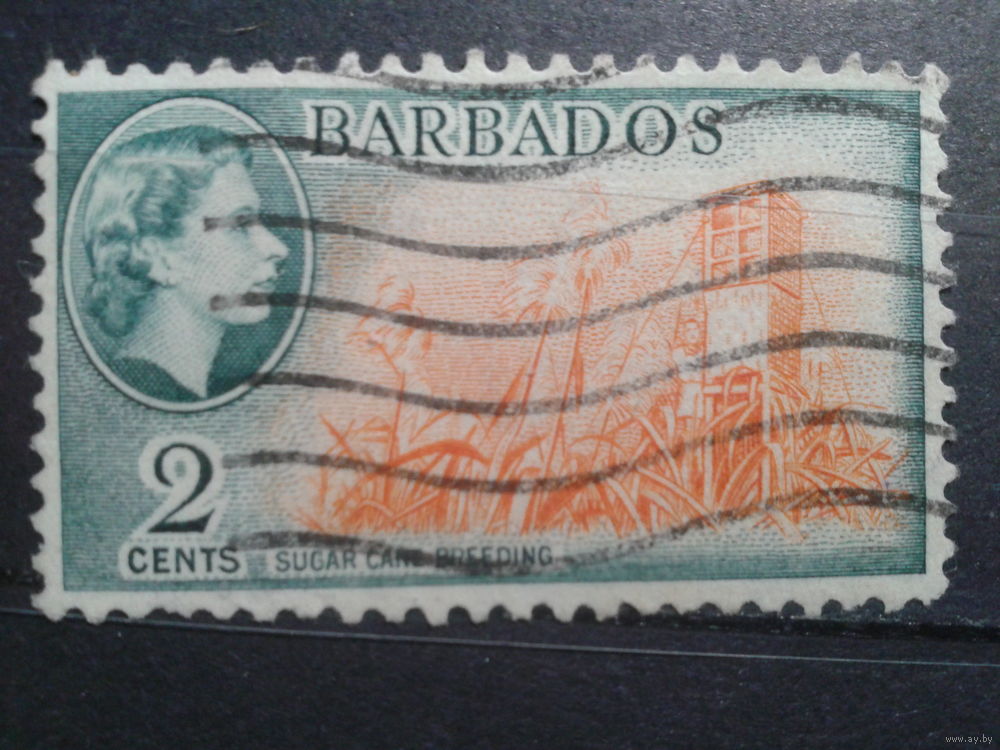 BARBADOS
2
CENTS
SUGAR CANE BREEDING
www.ay.by